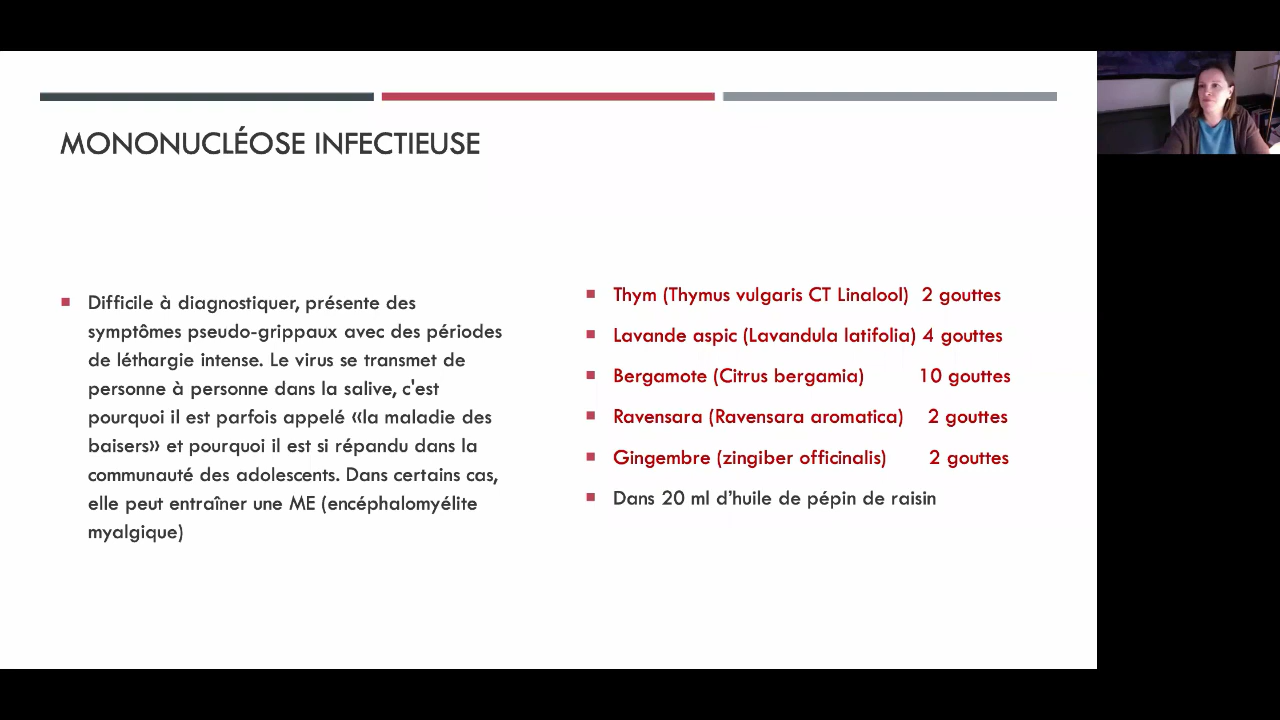 MONONUCLÉOSE INFECTIEUSE
Difficile à diagnostiquer, présente des
symptômes pseudo-grippaux avec des périodes
de léthargie intense. Le virus se transmet de
personne à personne dans la salive, c'est
pourquoi il est parfois appelé «la maladie des
baisers» et pourquoi il est si répandu dans la
communauté des adolescents. Dans certains cas,
elle peut entraîner une ME (encéphalomyélite
myalgique)
Thym (Thymus vulgaris CT Linalool) 2 gouttes
Lavande aspic (Lavandula latifolia) 4 gouttes
Bergamote (Citrus bergamia) 10 gouttes
Ravensara (Ravensara aromatica) 2 gouttes
Gingembre (zingiber officinalis) 2 gouttes
Dans 20 ml d’huile de pépin de raisin